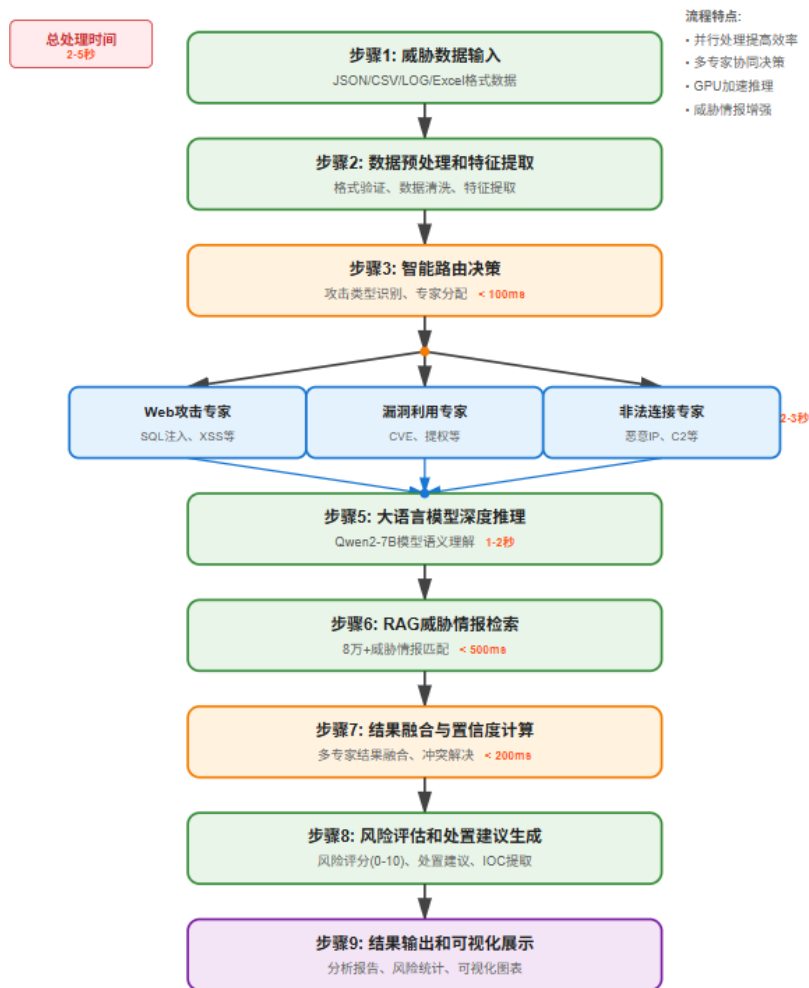 总处理时间
2-5秒
流程特点:
• 并行处理提高效率
• 多专家协同决策
• GPU加速推理
• 威胁情报增强
步骤1: 威胁数据输入
JSON/CSV/LOG/Excel格式数据
步骤2: 数据预处理和特征提取
格式验证、数据清洗、特征提取
步骤3: 智能路由决策
攻击类型识别、专家分配 < 100ms
Web攻击专家
SQL注入、XSS等
漏洞利用专家
CVE、提权等
非法连接专家
恶意IP、C2等
2-3秒
步骤5: 大语言模型深度推理
Qwen2-7B模型语义理解 1-2秒
步骤6: RAG威胁情报检索
8万+威胁情报匹配 < 500ms
步骤7: 结果融合与置信度计算
多专家结果融合、冲突解决 < 200ms
步骤8: 风险评估和处置建议生成
风险评分(0-10)、处置建议、IOC提取
步骤9: 结果输出和可视化展示
分析报告、风险统计、可视化图表